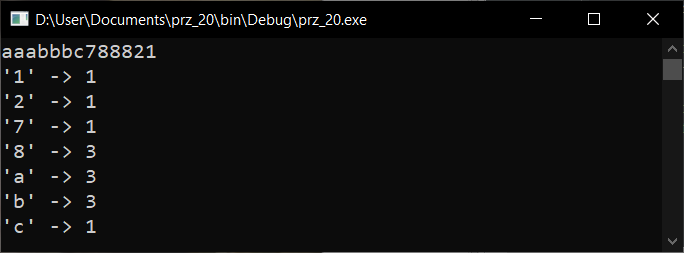 D:\User\Documents\prz_20\bin\Debug\prz_20.exe
aaabbbc788821
'1' -> 1
'2' -> 1
'7' -> 1
'8' -> 3
'a' -> 3
'b' -> 3
'c' -> 1